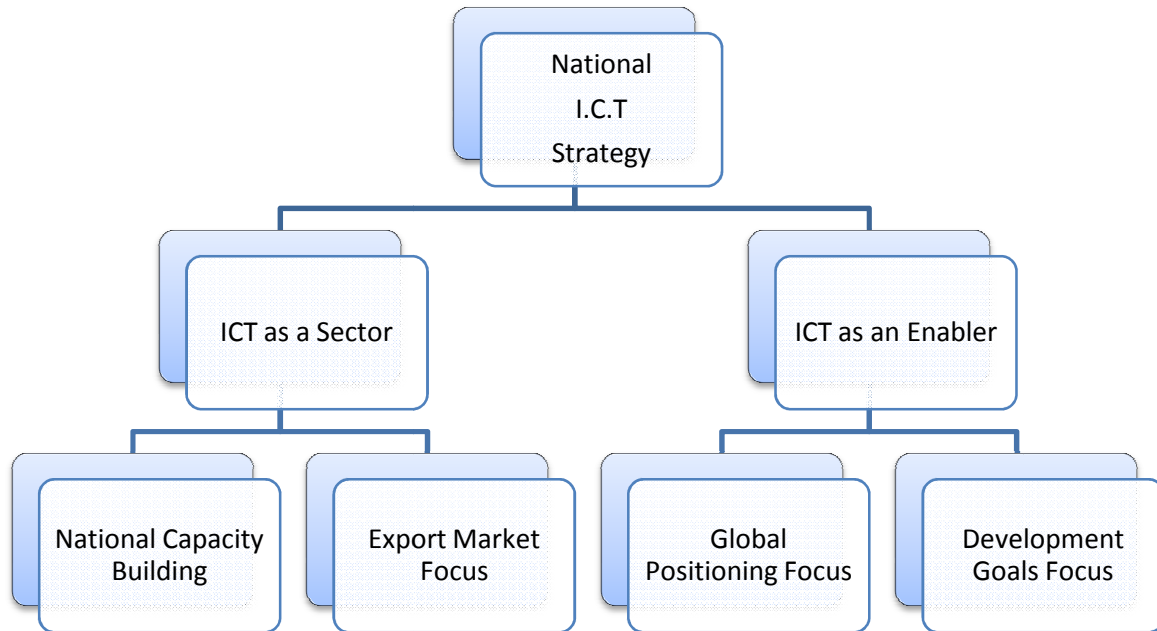 National
I.C.T
Strategy
ICT as a Sector
ICT as an Enabler
National Capacity
Building
Export Market
Focus
Global
Positioning Focus
Development
Goals Focus